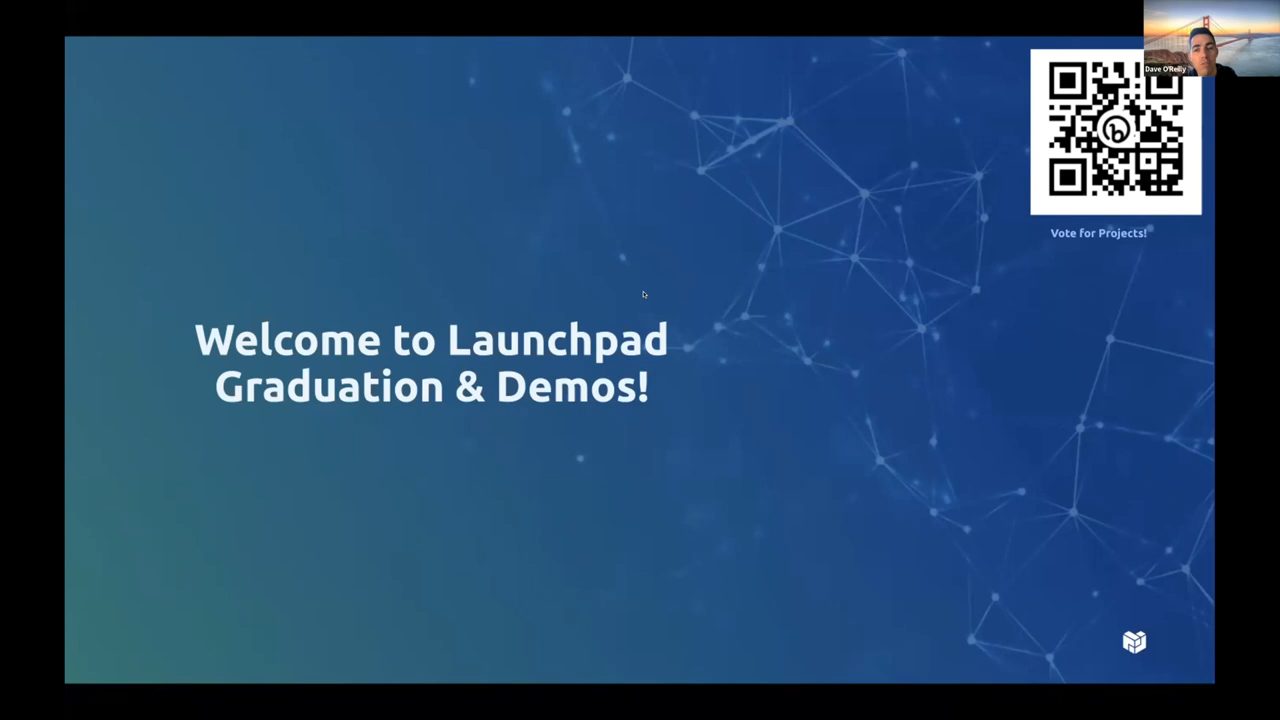 Dave O'Reilly
Vote for Projects!
Welcome to Launchpad
Graduation & Demos!